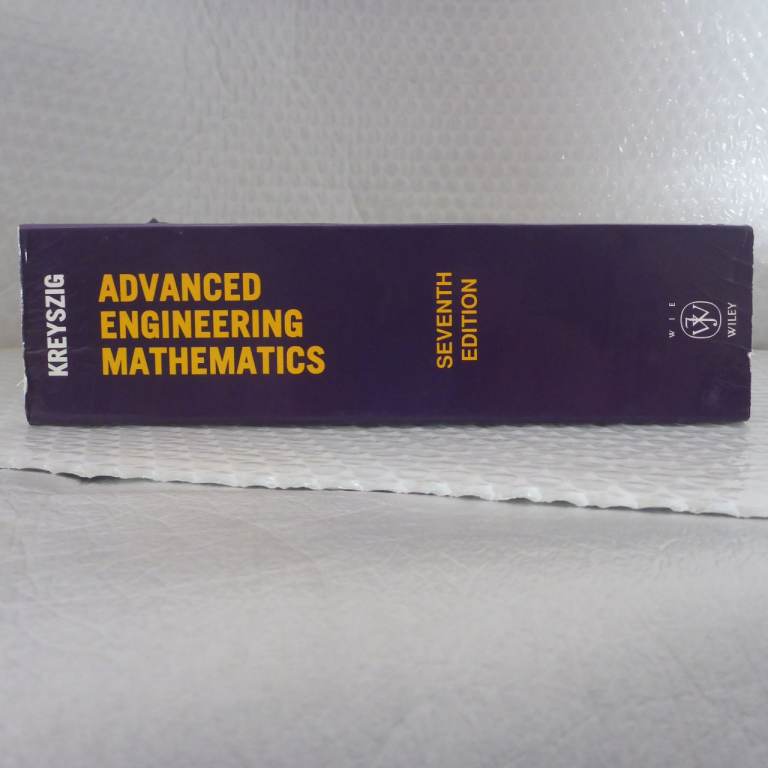 KREYSZIG
ADVANCED
ENGINEERING
MATHEMATICS
SEVENTH
EDITION
W I E
WILEY